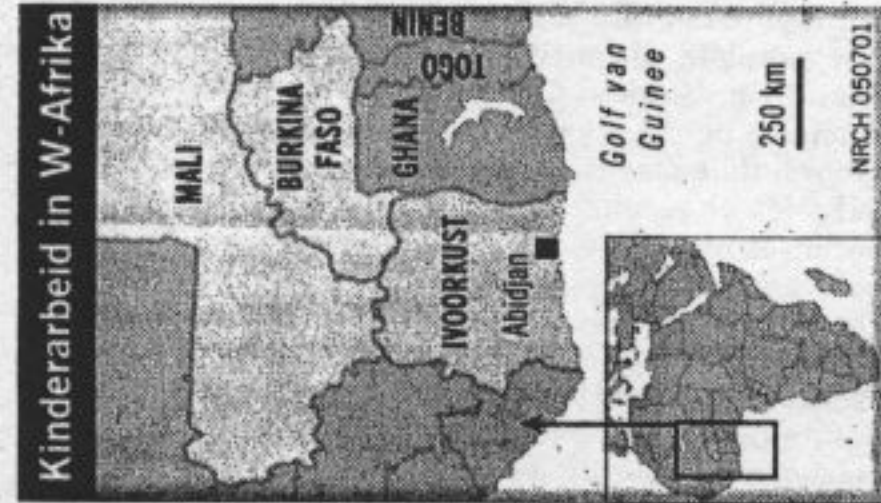 Kinderarbeid in W-Afrika
MALI
BURKINA
FASO
BENIN
TOGO
GHANA
IVOORKUST
Abidjan
Golf van
Guinee
250 km
NRCH 050701